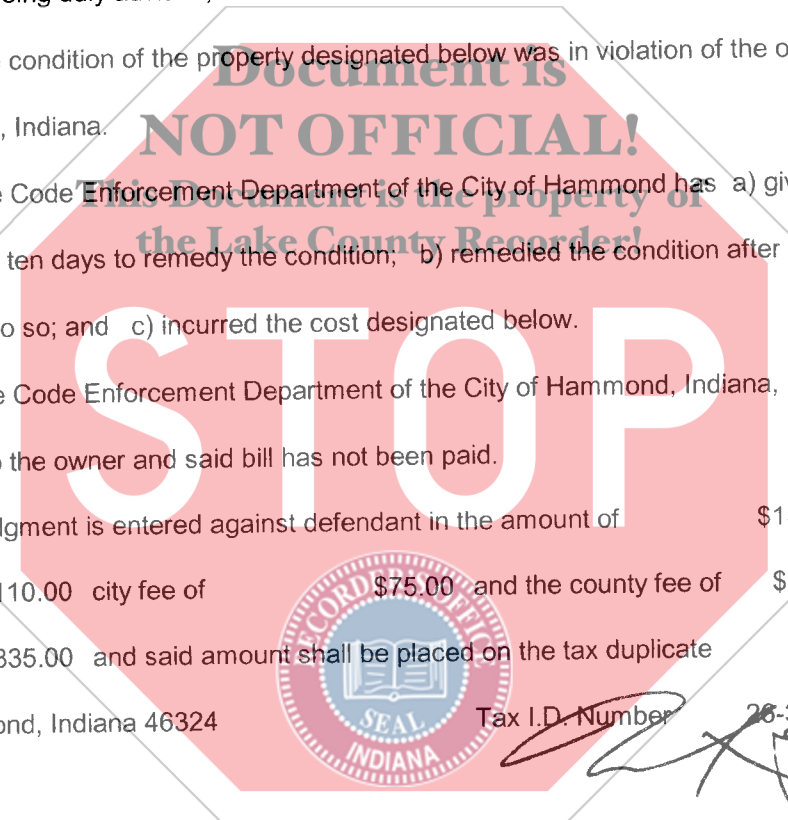 condition of the property designated below was in violation of the o
Document is
, Indiana.
NOT OFFICIAL!
Code Enforcement Department of the City of Hammond has a) giv
This Document is the property of
ten days to remedy the condition; b) remedied the condition after
the Lake County Recorder!
o so; and c) incurred the cost designated below.
STOP
e Code Enforcement Department of the City of Hammond, Indiana,
the owner and said bill has not been paid.
dgment is entered against defendant in the amount of $1
110.00 city fee of $75.00 and the county fee of $
335.00 and said amount shall be placed on the tax duplicate
RECORDER'S OFFICE
SEAL
INDIANA
ond, Indiana 46324 Tax I.D. Number 26-3